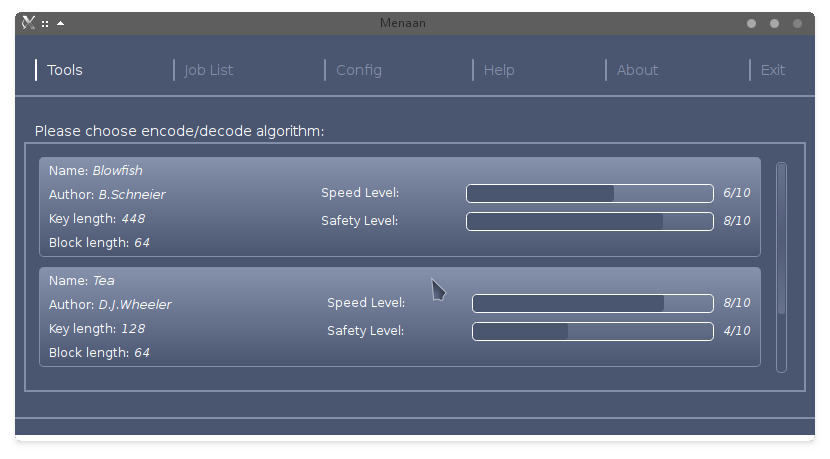 Menaan
Tools Job List Config Help About Exit
Please choose encode/decode algorithm:
Name: Blowfish
Author: B.Schneier
Key length: 448
Block length: 64
Speed Level: 6/10
Safety Level: 8/10
Name: Tea
Author: D.J.Wheeler
Key length: 128
Block length: 64
Speed Level: 8/10
Safety Level: 4/10